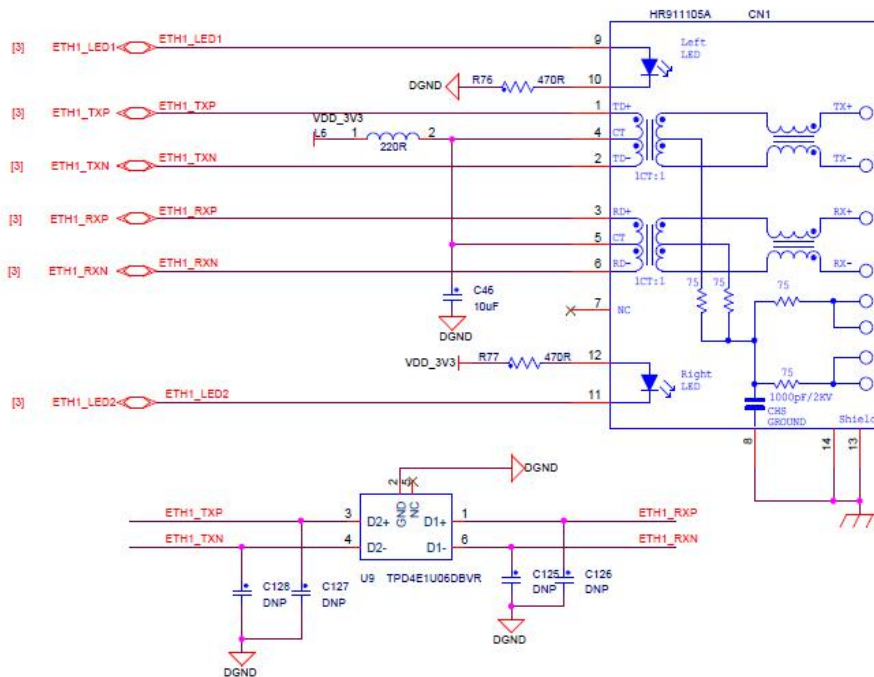 HR911105A CN1
[3] ETH1_LED1 ETH1_LED1 9
Left
LED
DGND R76 470R 10
[3] ETH1_TXP ETH1_TXP 1 TD+ TX+
VDD_3V3
L6 1 2 4 CT
220R
[3] ETH1_TXN ETH1_TXN 2 TD- TX-
1CT:1
[3] ETH1_RXP ETH1_RXP 3 RD+ RX+
5 CT
[3] ETH1_RXN ETH1_RXN 6 RD- RX-
1CT:1
75 75 75
C46
10uF
7 NC
DGND
VDD_3V3 R77 470R 12
Right
LED
75
1000pF/2KV
[3] ETH1_LED2 ETH1_LED2 11
CHS
GROUND
Shield
8 14 13
DGND
2 5
GND NC
ETH1_TXP 3 D2+ D1+ 1 ETH1_RXP
ETH1_TXN 4 D2- D1- 6 ETH1_RXN
U9 TPD4E1U06DBVR
C128 DNP
C127 DNP
C125 DNP
C126 DNP
DGND
DGND